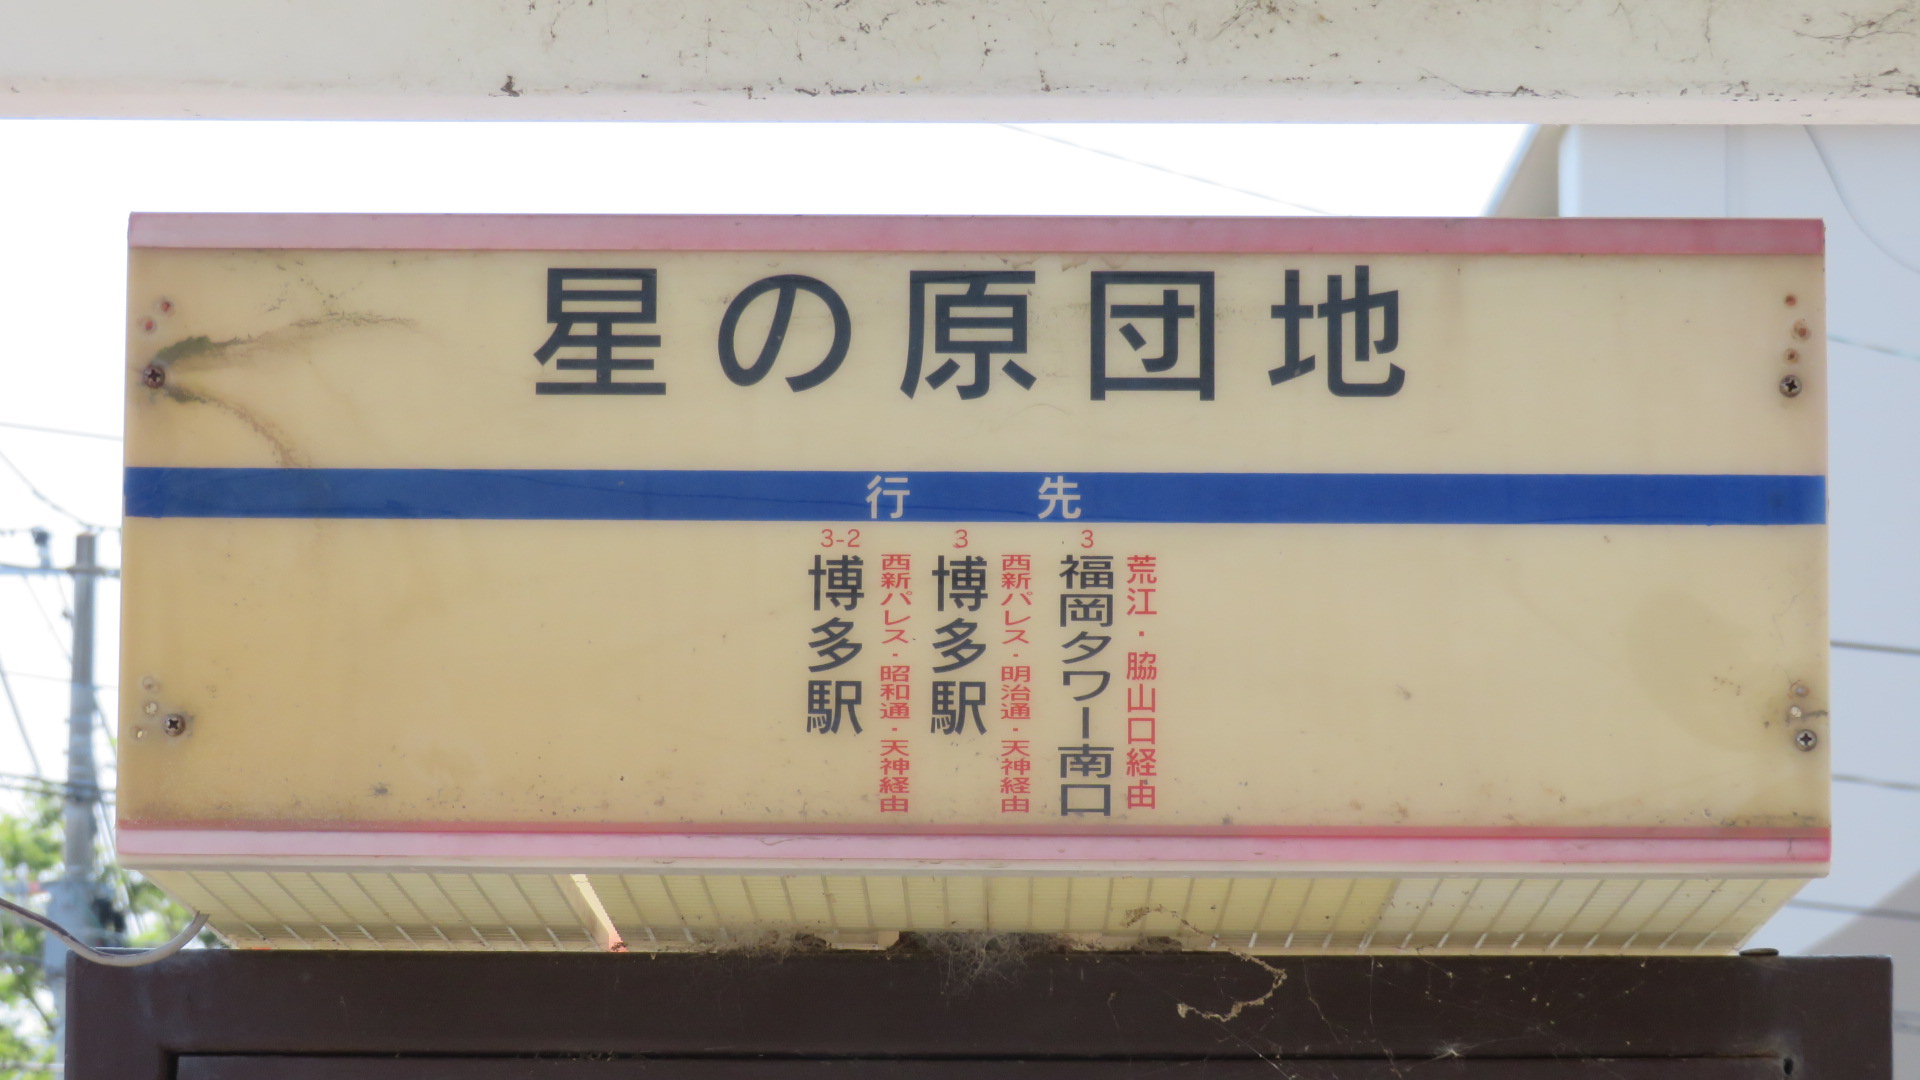 星の原団地
行先
3
荒江・脇山口経由
福岡タワー南口
3
西新パレス・明治通・天神経由
博多駅
3-2
西新パレス・昭和通・天神経由
博多駅